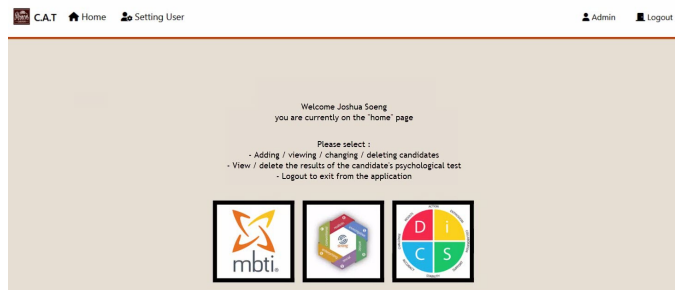 C.A.T Home Setting User Admin Logout
Welcome Joshua Soeng
you are currently on the "home" page
Please select :
- Adding / viewing / changing / deleting candidates
- View / delete the results of the candidate's psychological test
- Logout to exit from the application
mbti®
D i
C S